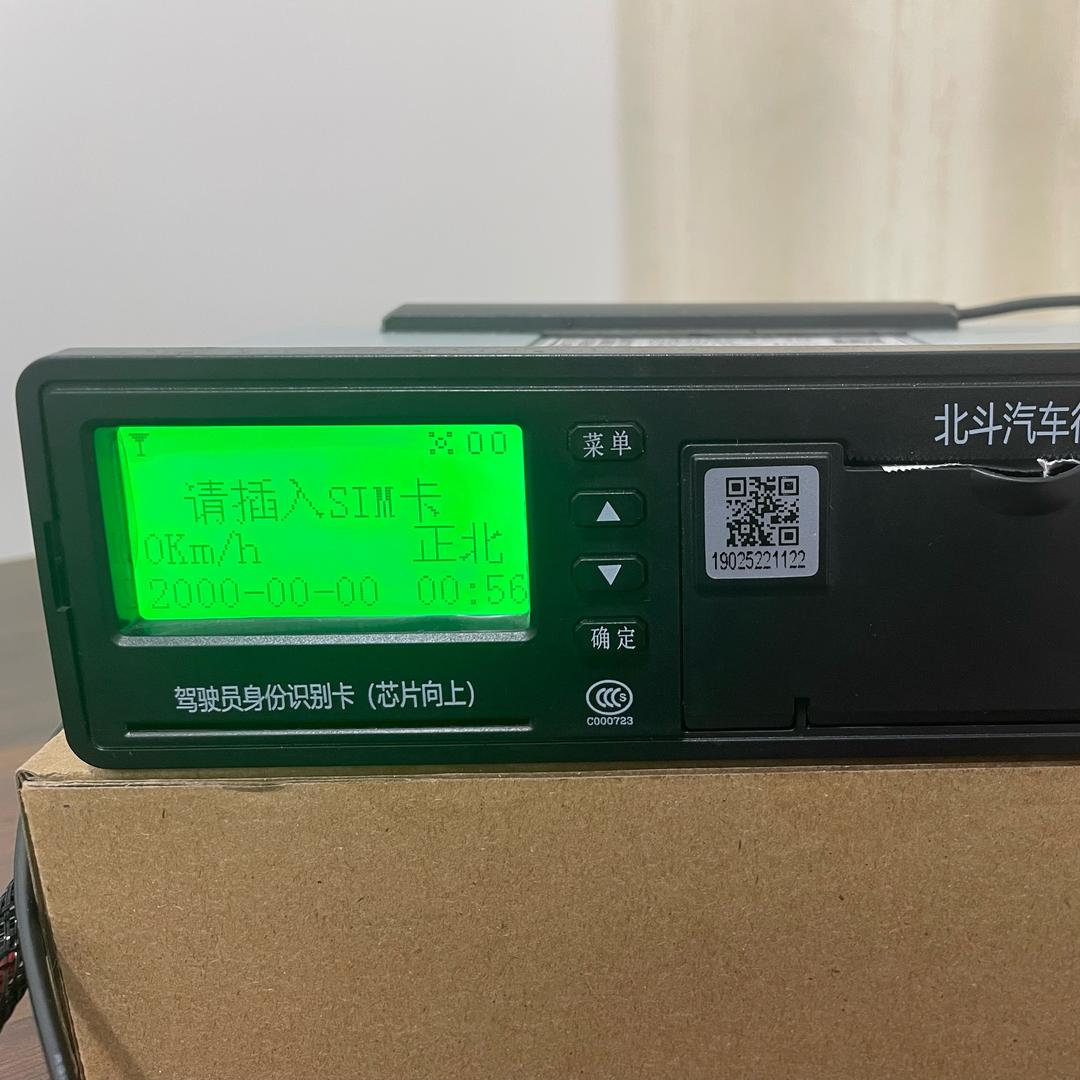 00
请插入SIM卡
0Km/h 正北
2000-00-00 00:56
菜单
确定
驾驶员身份识别卡（芯片向上）
CCC S
C000723
19025221122
北斗汽车行